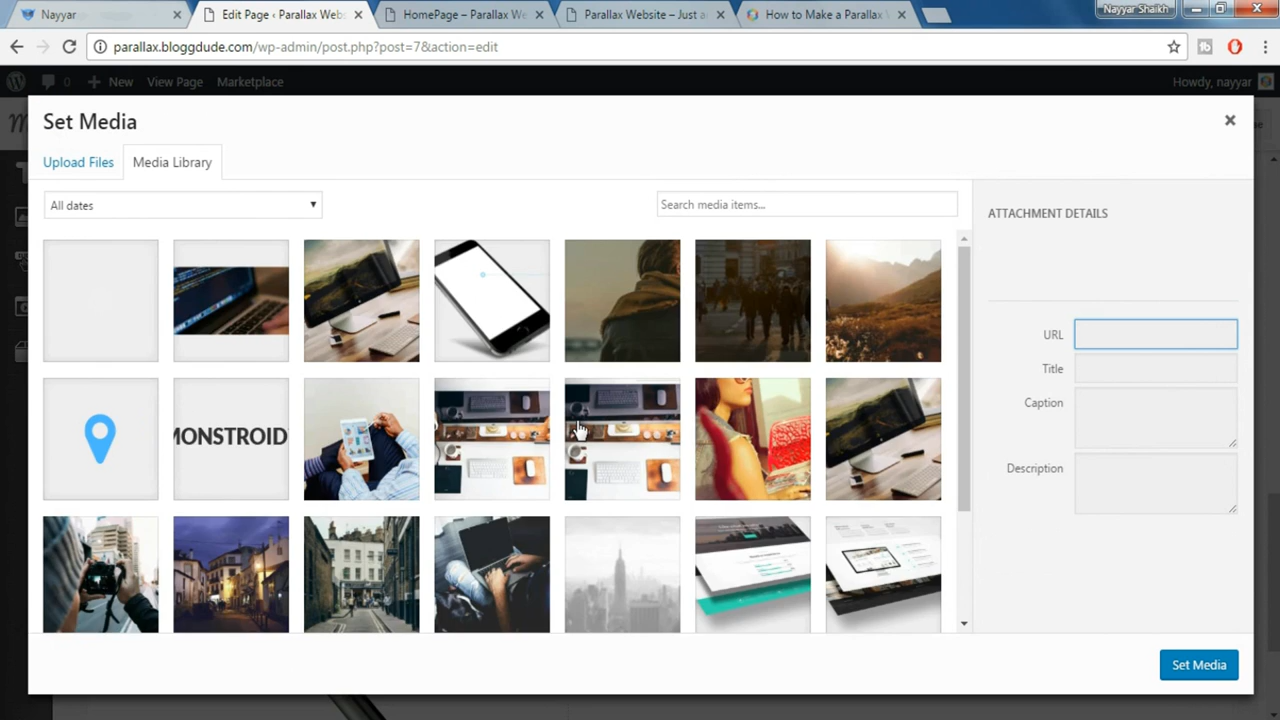 Nayyar
Edit Page ‹ Parallax Webs
HomePage – Parallax We
Parallax Website – Just a
How to Make a Parallax
Nayyar Shaikh
parallax.bloggdude.com/wp-admin/post.php?post=7&action=edit
0
New
View Page
Marketplace
Howdy, nayyar
Set Media
Upload Files
Media Library
All dates
Search media items...
ATTACHMENT DETAILS
URL
Title
Caption
Description
MONSTROID
Set Media